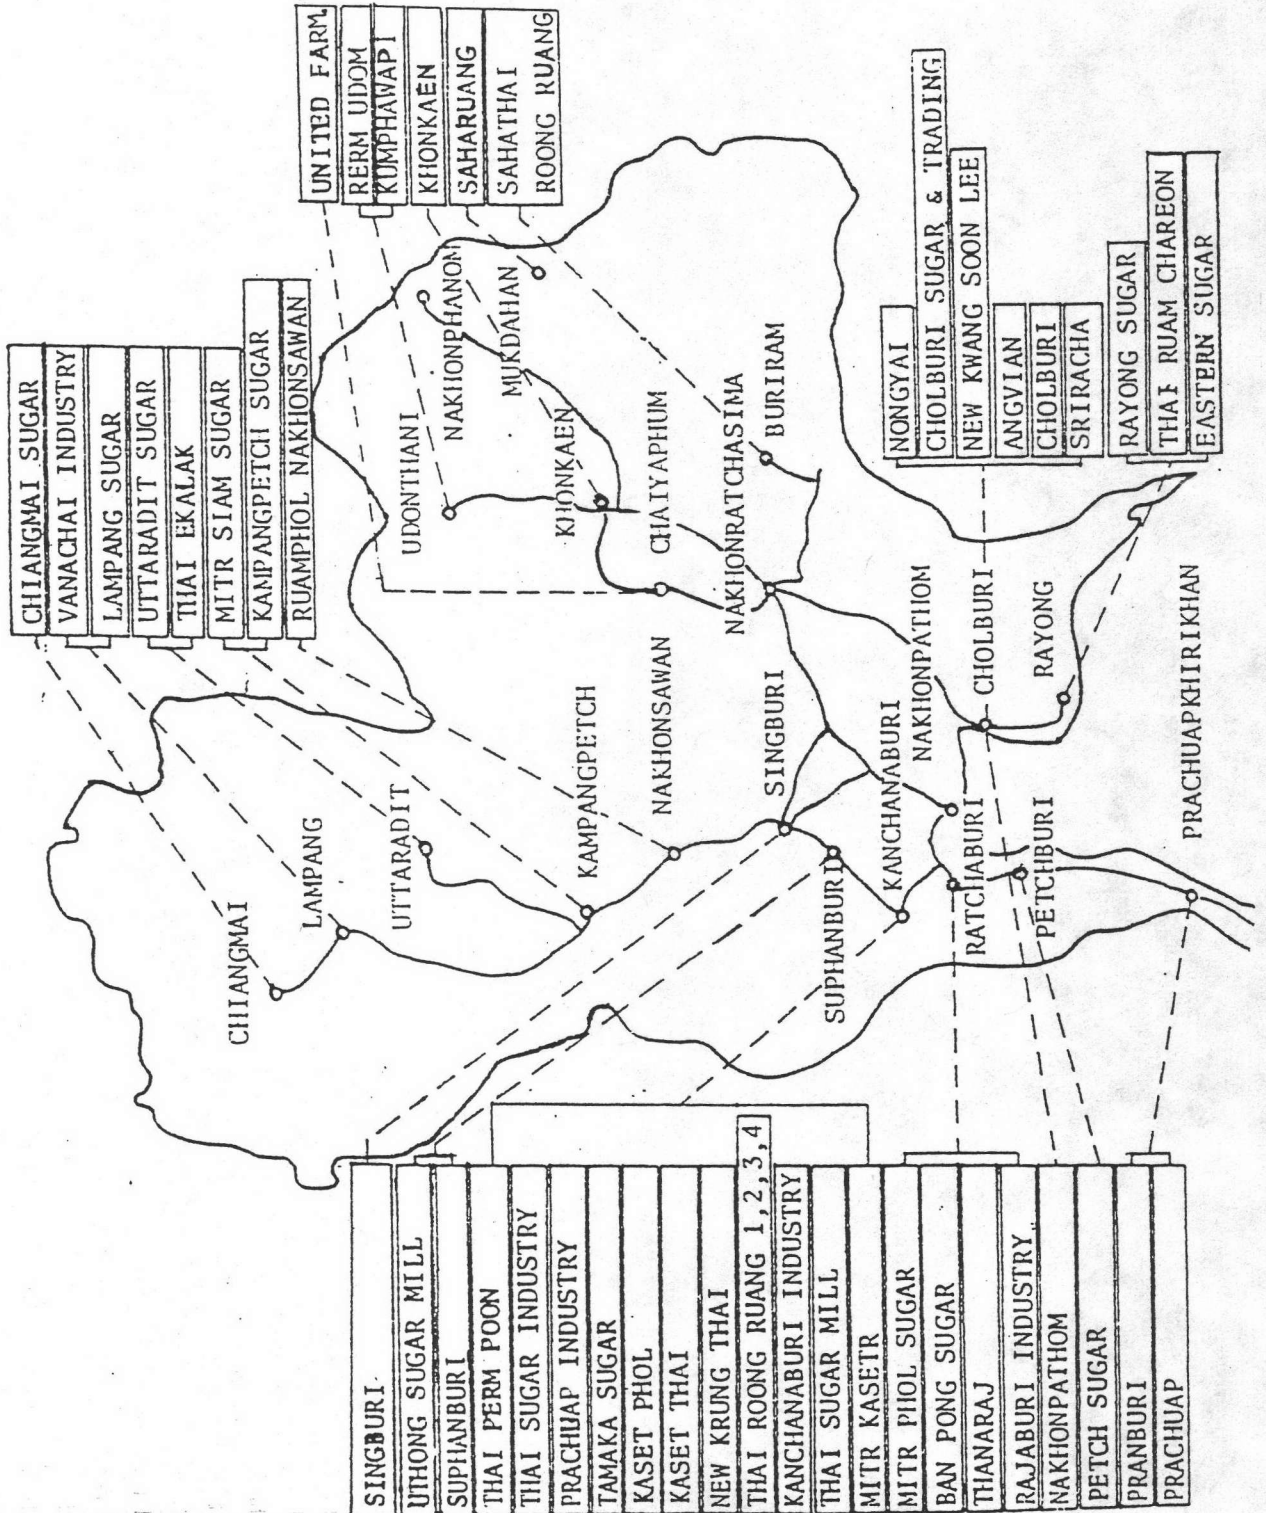 CHIANGMAI SUGAR
VANACHAI INDUSTRY
LAMPANG SUGAR
UTTARADIT SUGAR
THAI EKALAK
MITR SIAM SUGAR
KAMPANGPETCH SUGAR
RUAMPHOL NAKHONSAWAN
UNITED FARM
RERM UDOM
KUMPHAWAPI
KHONKAEN
SAHARUANG
SAHATHAI
ROONG RUANG
NONGYAI
CHOLBURI SUGAR & TRADING
NEW KWANG SOON LEE
ANGVIAN
CHOLBURI
SRIRACHA
RAYONG SUGAR
THAI RUAM CHAREON
EASTERN SUGAR
CHIANGMAI
LAMPANG
UTTARADIT
KAMPANGPETCH
NAKHONSAWAN
SINGBURI
SUPHANBURI
KANCHANABURI
NAKHONPATHOM
RATCHABURI
PETCHBURI
PRACHUAPKHIRIKHAN
CHOLBURI
RAYONG
UDONTHANI
NAKHONPHANOM
MUKDAHAN
KHONKAEN
CHAIYAPHUM
NAKHONRATCHASIMA
BURIRAM
SINGBURI
UTHONG SUGAR MILL
SUPHANBURI
THAI PERM POON
THAI SUGAR INDUSTRY
PRACHUAP INDUSTRY
TAMAKA SUGAR
KASET PHOL
KASET THAI
NEW KRUNG THAI
THAI ROONG RUANG 1,2,3,4
KANCHANABURI INDUSTRY
THAI SUGAR MILL
MITR KASETR
MITR PHOL SUGAR
BAN PONG SUGAR
THANARAJ
RAJABURI INDUSTRY
NAKHONPATHOM
PETCH SUGAR
PRANBURI
PRACHUAP